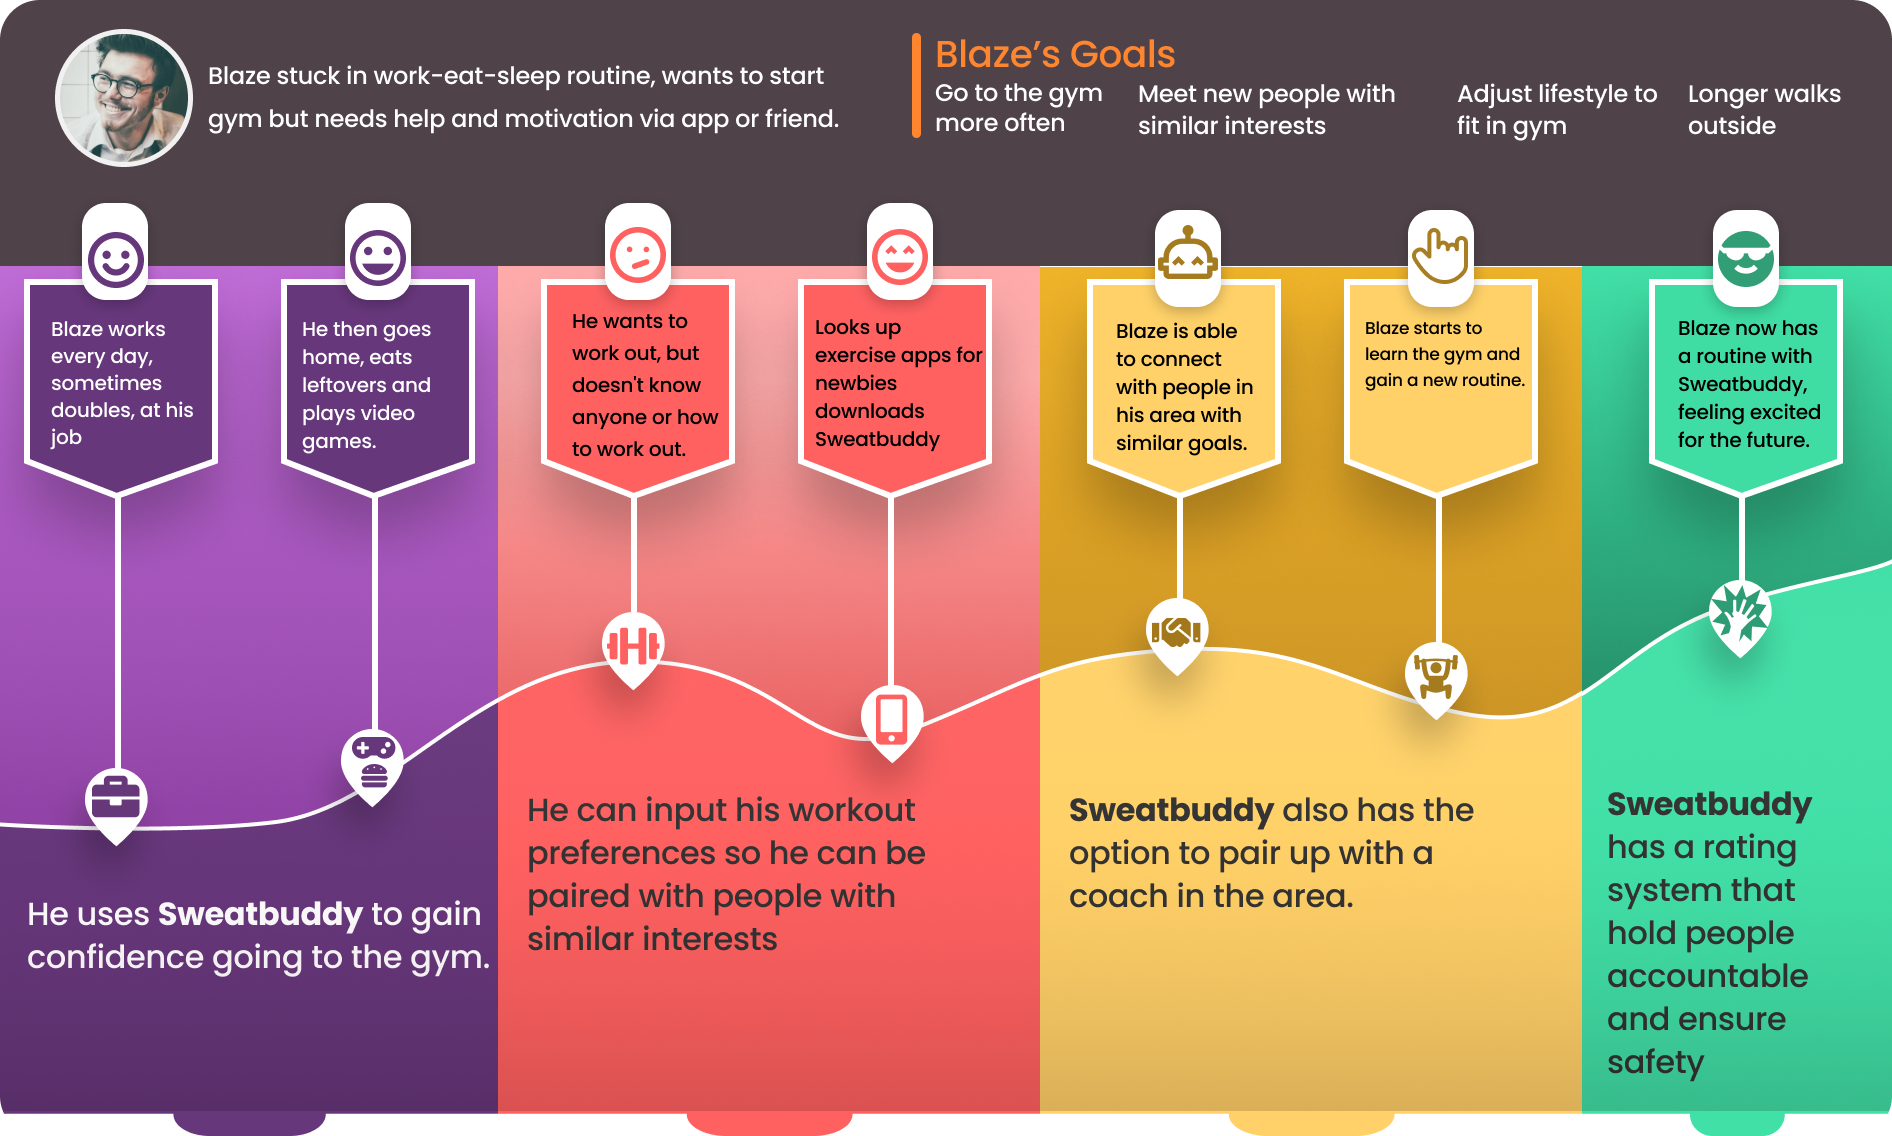 Blaze stuck in work-eat-sleep routine, wants to start
gym but needs help and motivation via app or friend.
Blaze’s Goals
Go to the gym
more often
Meet new people with
similar interests
Adjust lifestyle to
fit in gym
Longer walks
outside
Blaze works
every day,
sometimes
doubles, at his
job
He then goes
home, eats
leftovers and
plays video
games.
He wants to
work out, but
doesn't know
anyone or how
to work out.
Looks up
exercise apps for
newbies
downloads
Sweatbuddy
Blaze is able
to connect
with people in
his area with
similar goals.
Blaze starts to
learn the gym and
gain a new routine.
Blaze now has
a routine with
Sweatbuddy,
feeling excited
for the future.
He uses Sweatbuddy to gain
confidence going to the gym.
He can input his workout
preferences so he can be
paired with people with
similar interests
Sweatbuddy also has the
option to pair up with a
coach in the area.
Sweatbuddy
has a rating
system that
hold people
accountable
and ensure
safety